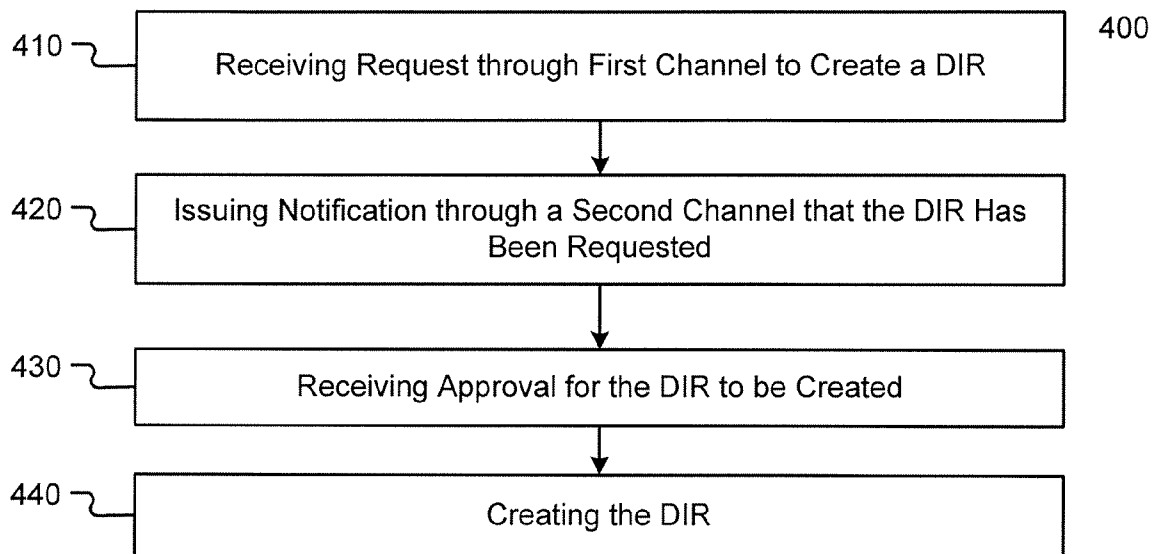 400
410
Receiving Request through First Channel to Create a DIR
420
Issuing Notification through a Second Channel that the DIR Has
Been Requested
430
Receiving Approval for the DIR to be Created
440
Creating the DIR